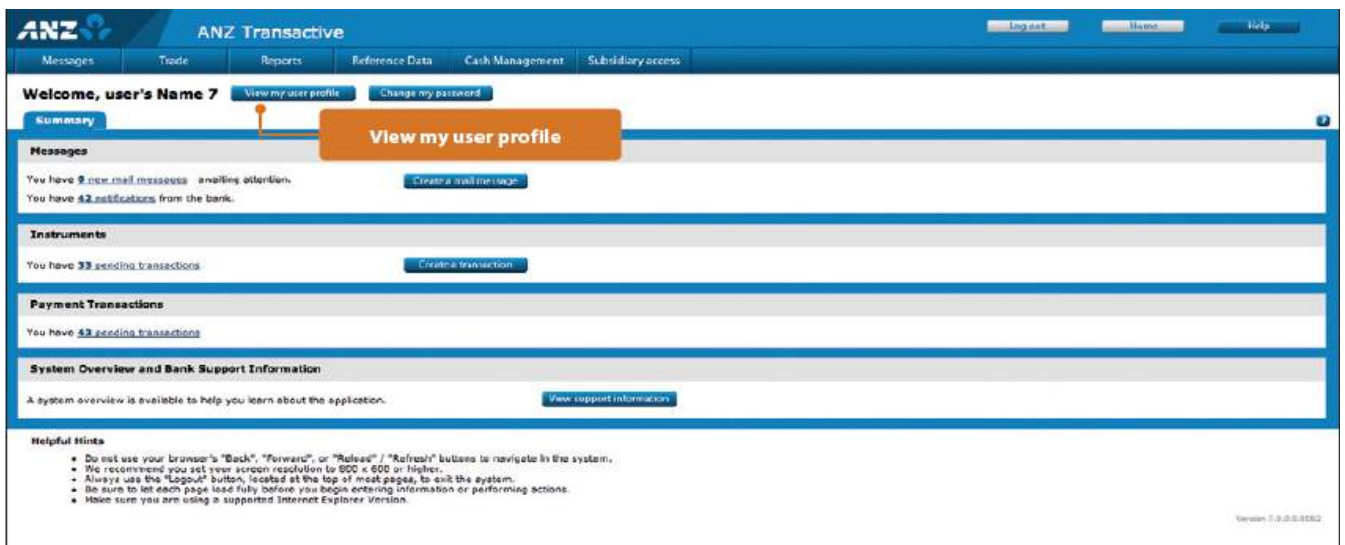 ANZ ANZ Transactive Log out Home Help
Messages Trade Reports Reference Data Cash Management Subsidiary access
Welcome, user's Name 7 View my user profile Change my password
Summary
View my user profile
Messages
You have 9 new mail messages awaiting attention. Create a mail message
You have 42 notifications from the bank.
Instruments
You have 33 pending transactions Create a transaction
Payment Transactions
You have 43 pending transactions
System Overview and Bank Support Information
A system overview is available to help you learn about the application. View support information
Helpful Hints
• Do not use your browser's "Back", "Forward", or "Reload" / "Refresh" buttons to navigate in the system.
• We recommend you set your screen resolution to 800 x 600 or higher.
• Always use the "Logout" button, located at the top of most pages, to exit the system.
• Be sure to let each page load fully before you begin entering information or performing actions.
• Make sure you are using a supported Internet Explorer Version.
Version